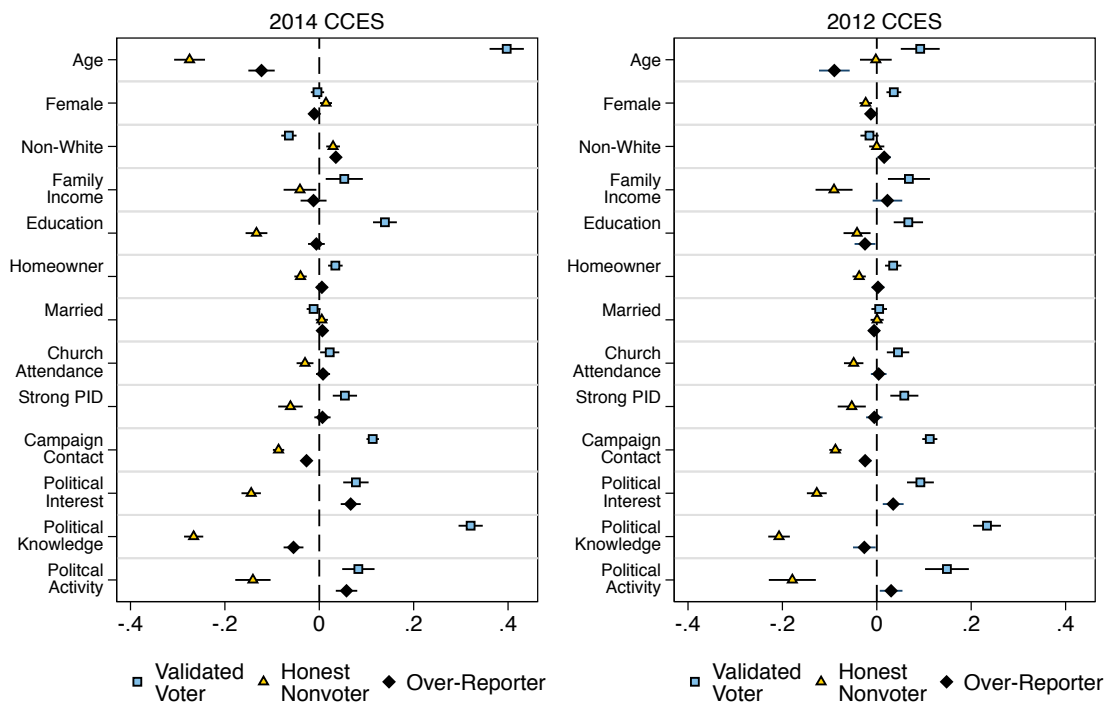 2014 CCES
Age
Female
Non-White
Family
Income
Education
Homeowner
Married
Church
Attendance
Strong PID
Campaign
Contact
Political
Interest
Political
Knowledge
Politcal
Activity
-.4 -.2 0 .2 .4
Validated
Voter
Honest
Nonvoter
Over-Reporter
2012 CCES
Age
Female
Non-White
Family
Income
Education
Homeowner
Married
Church
Attendance
Strong PID
Campaign
Contact
Political
Interest
Political
Knowledge
Political
Activity
-.4 -.2 0 .2 .4
Validated
Voter
Honest
Nonvoter
Over-Reporter